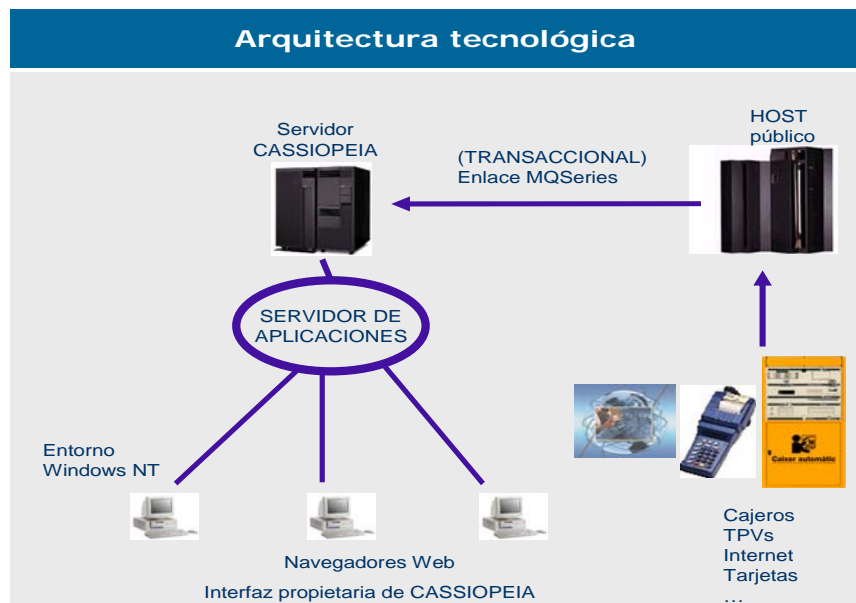 Arquitectura tecnológica
Servidor
CASSIOPEIA
(TRANSACCIONAL)
Enlace MQSeries
HOST
público
SERVIDOR DE
APLICACIONES
Entorno
Windows NT
Caixer automàtic
Navegadores Web
Interfaz propietaria de CASSIOPEIA
Cajeros
TPVs
Internet
Tarjetas
...